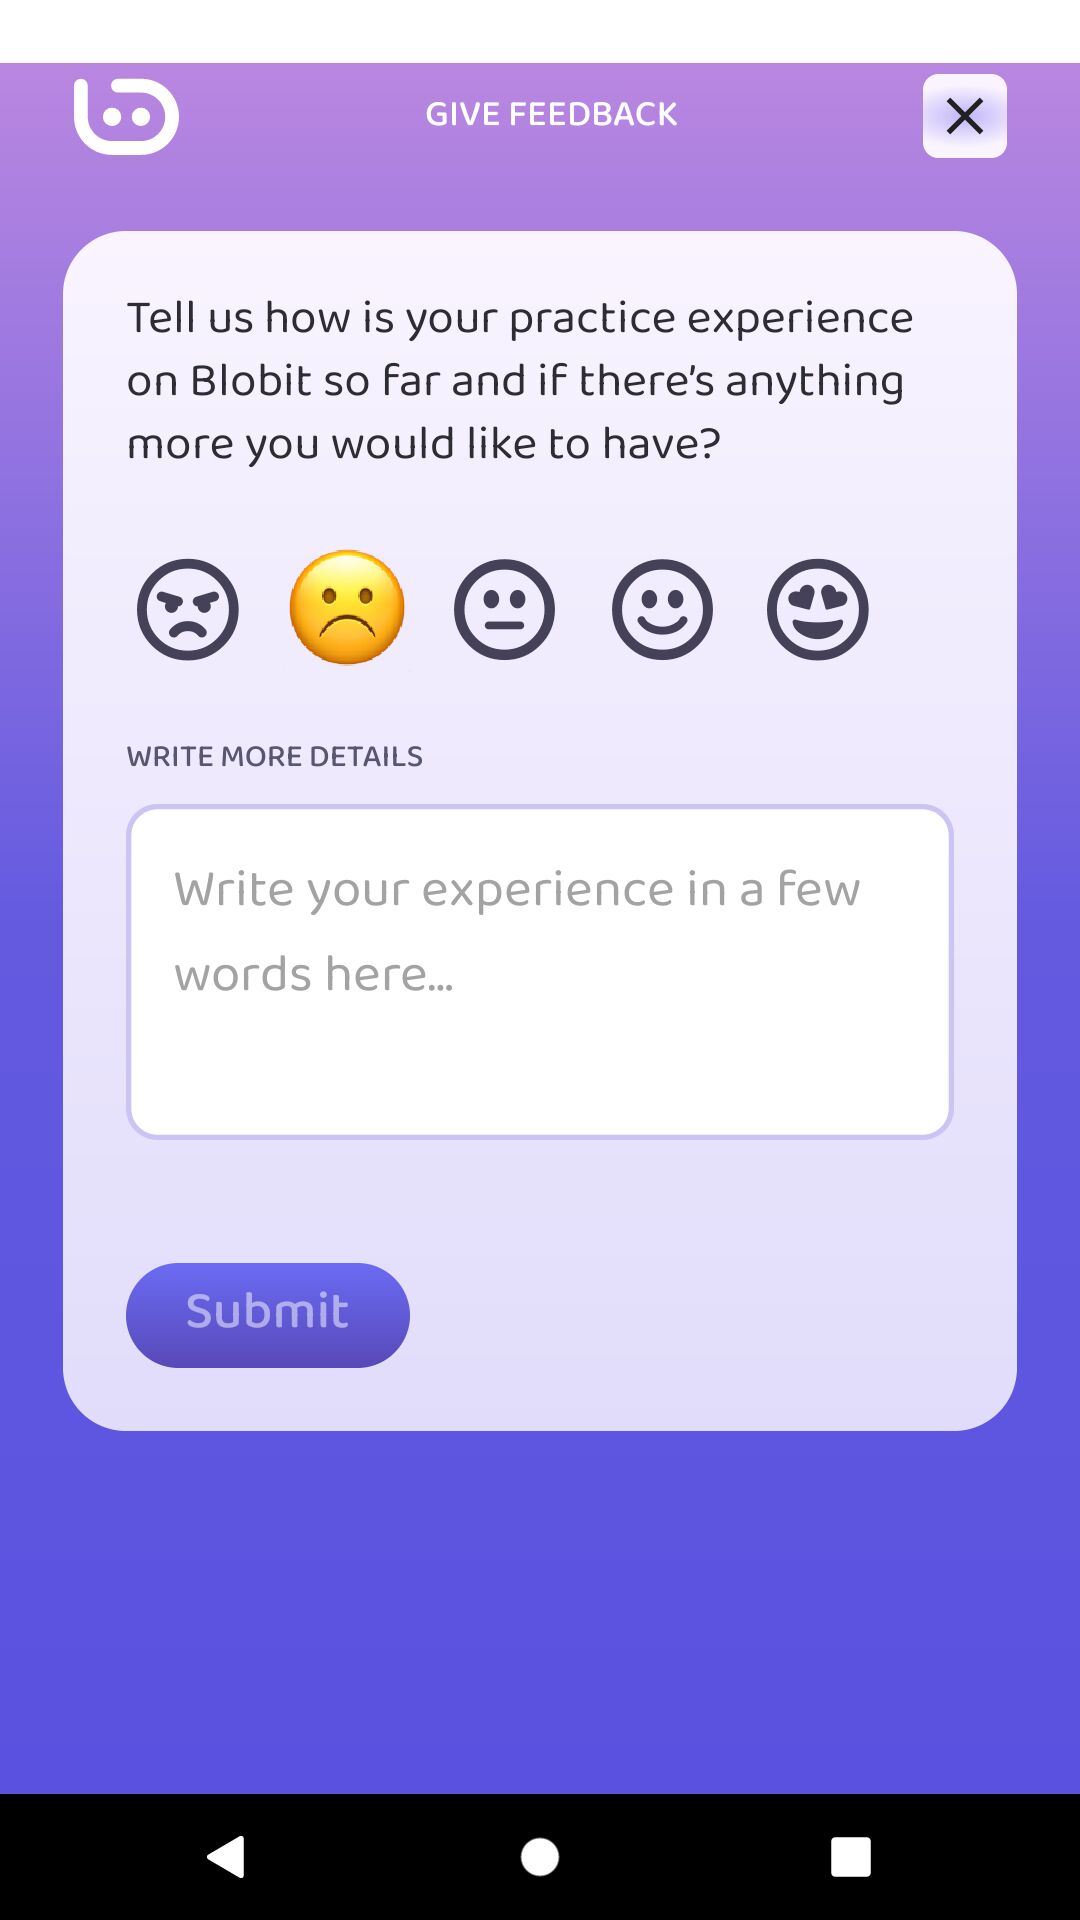 GIVE FEEDBACK
Tell us how is your practice experience
on Blobit so far and if there's anything
more you would like to have?
WRITE MORE DETAILS
Write your experience in a few
words here...
Submit